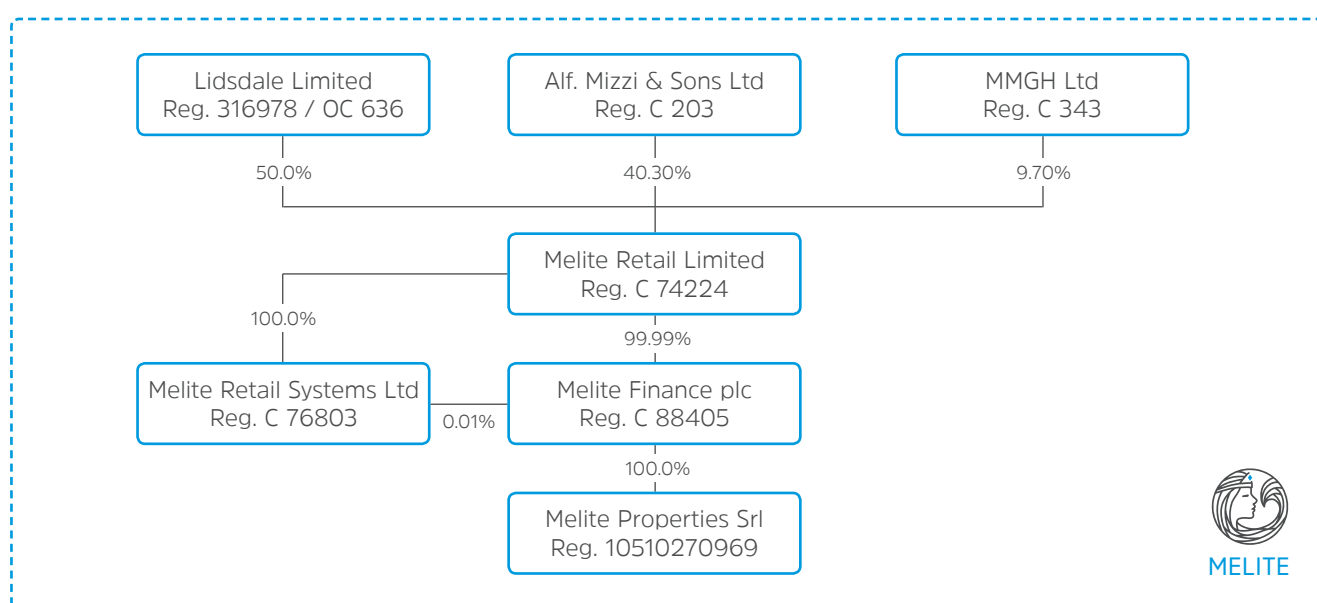 Lidsdale Limited
Reg. 316978 / OC 636
Alf. Mizzi & Sons Ltd
Reg. C 203
MMGH Ltd
Reg. C 343
50.0%
40.30%
9.70%
Melite Retail Limited
Reg. C 74224
100.0%
99.99%
Melite Retail Systems Ltd
Reg. C 76803
0.01%
Melite Finance plc
Reg. C 88405
100.0%
Melite Properties Srl
Reg. 10510270969
MELITE